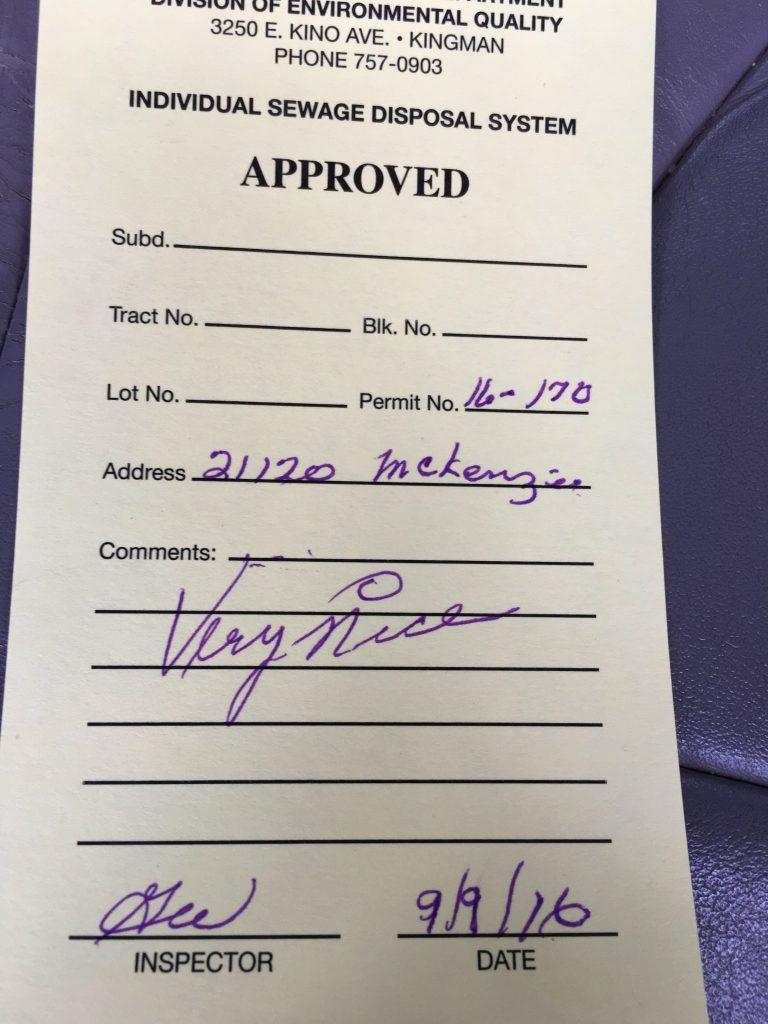 DIVISION OF ENVIRONMENTAL QUALITY
3250 E. KINO AVE. • KINGMAN
PHONE 757-0903
INDIVIDUAL SEWAGE DISPOSAL SYSTEM
APPROVED
Subd.
Tract No. Blk. No.
Lot No. Permit No. 16-170
Address 21120 McKenzie
Comments:
Very Nice
9/9/16
INSPECTOR DATE